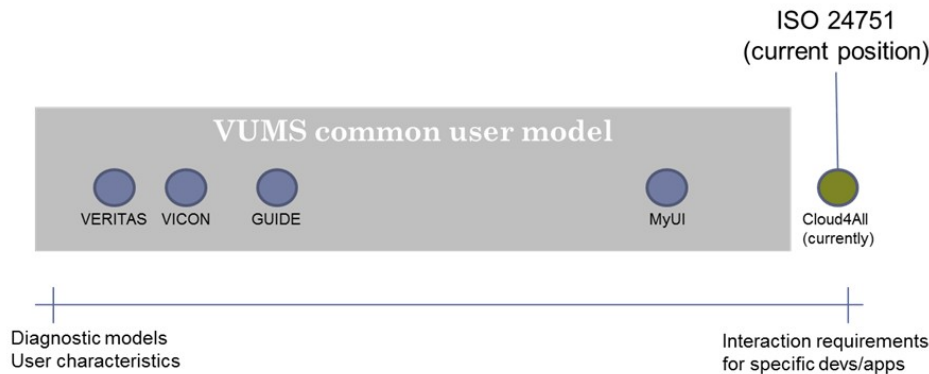 ISO 24751
(current position)
VUMS common user model
VERITAS
VICON
GUIDE
MyUI
Cloud4All
(currently)
Diagnostic models
User characteristics
Interaction requirements
for specific devs/apps